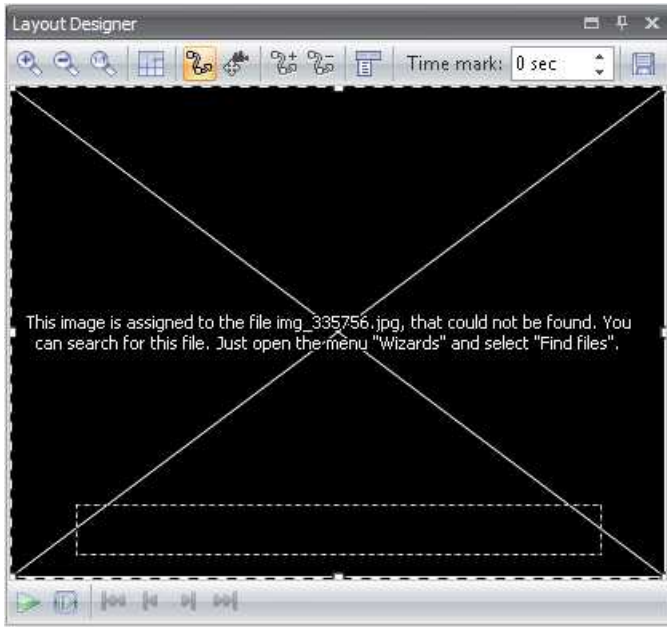 Layout Designer
Time mark: 0 sec
This image is assigned to the file img_335756.jpg, that could not be found. You
can search for this file. Just open the menu "Wizards" and select "Find files".